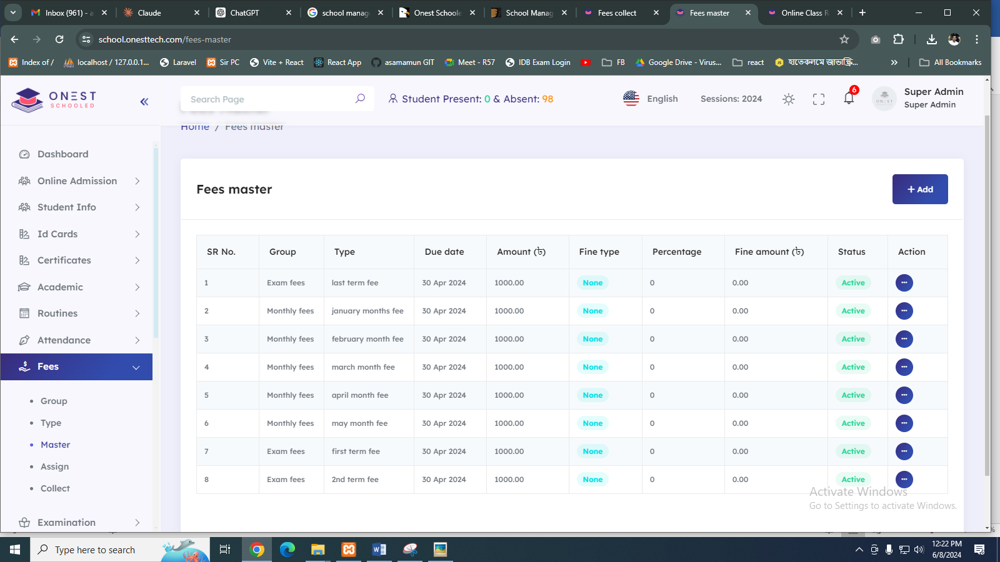 Inbox (961) - a
Claude
ChatGPT
school manag
Onest Schoole
School Manag
Fees collect
Fees master
Online Class R
school.onesttech.com/fees-master
Index of /
localhost / 127.0.0.1...
Laravel
Sir PC
Vite + React
React App
asamamun GIT
Meet - R57
IDB Exam Login
FB
Google Drive - Virus...
react
JS
হাতেকলমে জাভাস্ক্রি...
All Bookmarks
ONEST
SCHOOLED
Search Page
Student Present: 0 & Absent: 98
English
Sessions: 2024
6
ONEST
Super Admin
Super Admin
Home / Fees master
Dashboard
Online Admission
Student Info
Id Cards
Certificates
Academic
Routines
Attendance
Fees
Group
Type
Master
Assign
Collect
Examination
Fees master
+ Add
SR No. Group Type Due date Amount (৳) Fine type Percentage Fine amount (৳) Status Action
1 Exam fees last term fee 30 Apr 2024 1000.00 None 0 0.00 Active
2 Monthly fees january months fee 30 Apr 2024 1000.00 None 0 0.00 Active
3 Monthly fees february month fee 30 Apr 2024 1000.00 None 0 0.00 Active
4 Monthly fees march month fee 30 Apr 2024 1000.00 None 0 0.00 Active
5 Monthly fees april month fee 30 Apr 2024 1000.00 None 0 0.00 Active
6 Monthly fees may month fee 30 Apr 2024 1000.00 None 0 0.00 Active
7 Exam fees first term fee 30 Apr 2024 1000.00 None 0 0.00 Active
8 Exam fees 2nd term fee 30 Apr 2024 1000.00 None 0 0.00 Active
Activate Windows
Go to Settings to activate Windows.
Type here to search
12:22 PM
6/8/2024